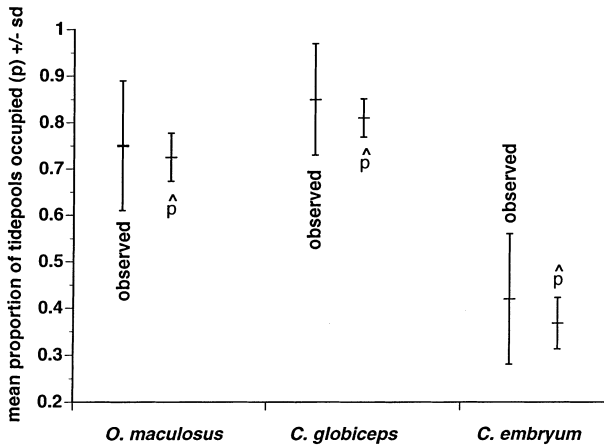 mean proportion of tidepools occupied (p) +/- sd
1
0.9
0.8
0.7
0.6
0.5
0.4
0.3
0.2
observed
p̂
observed
p̂
observed
p̂
O. maculosus
C. globiceps
C. embryum